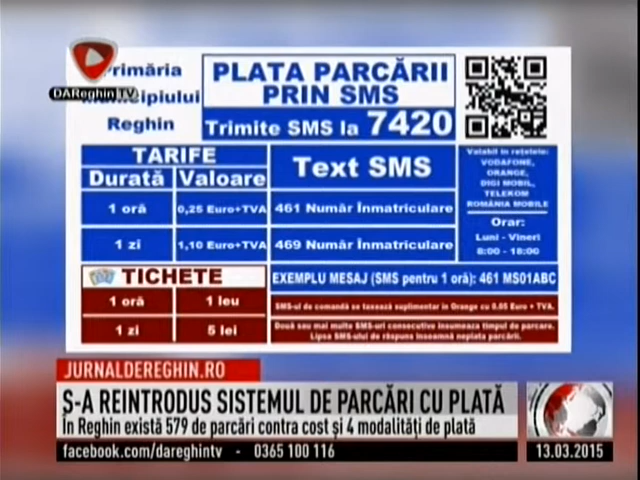 Primăria
DAReghin TV
Municipiului
Reghin
PLATA PARCĂRII
PRIN SMS
Trimite SMS la 7420
TARIFE
Durată Valoare
Text SMS
1 oră 0,25 Euro+TVA 461 Număr Înmatriculare
1 zi 1,10 Euro+TVA 469 Număr Înmatriculare
Valabil în rețelele:
VODAFONE,
ORANGE,
DIGI MOBIL,
TELEKOM
ROMÂNIA MOBILE
Orar:
Luni - Vineri
8:00 - 18:00
TICHETE
1 oră 1 leu
1 zi 5 lei
EXEMPLU MESAJ (SMS pentru 1 oră): 461 MS01ABC
SMS-ul de comandă se taxează suplimentar în Orange cu 0.05 Euro + TVA.
Două sau mai multe SMS-uri consecutive însumeaza timpul de parcare.
Lipsa SMS-ului de răspuns înseamnă neplata parcării.
JURNALDEREGHIN.RO
S-A REINTRODUS SISTEMUL DE PARCĂRI CU PLATĂ
În Reghin există 579 de parcări contra cost și 4 modalități de plată
facebook.com/dareghintv - 0365 100 116
13.03.2015